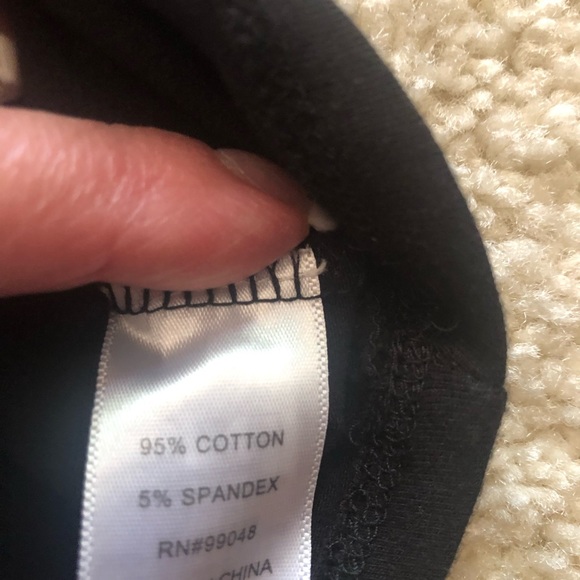 95% COTTON
5% SPANDEX
RN#99048
CHINA